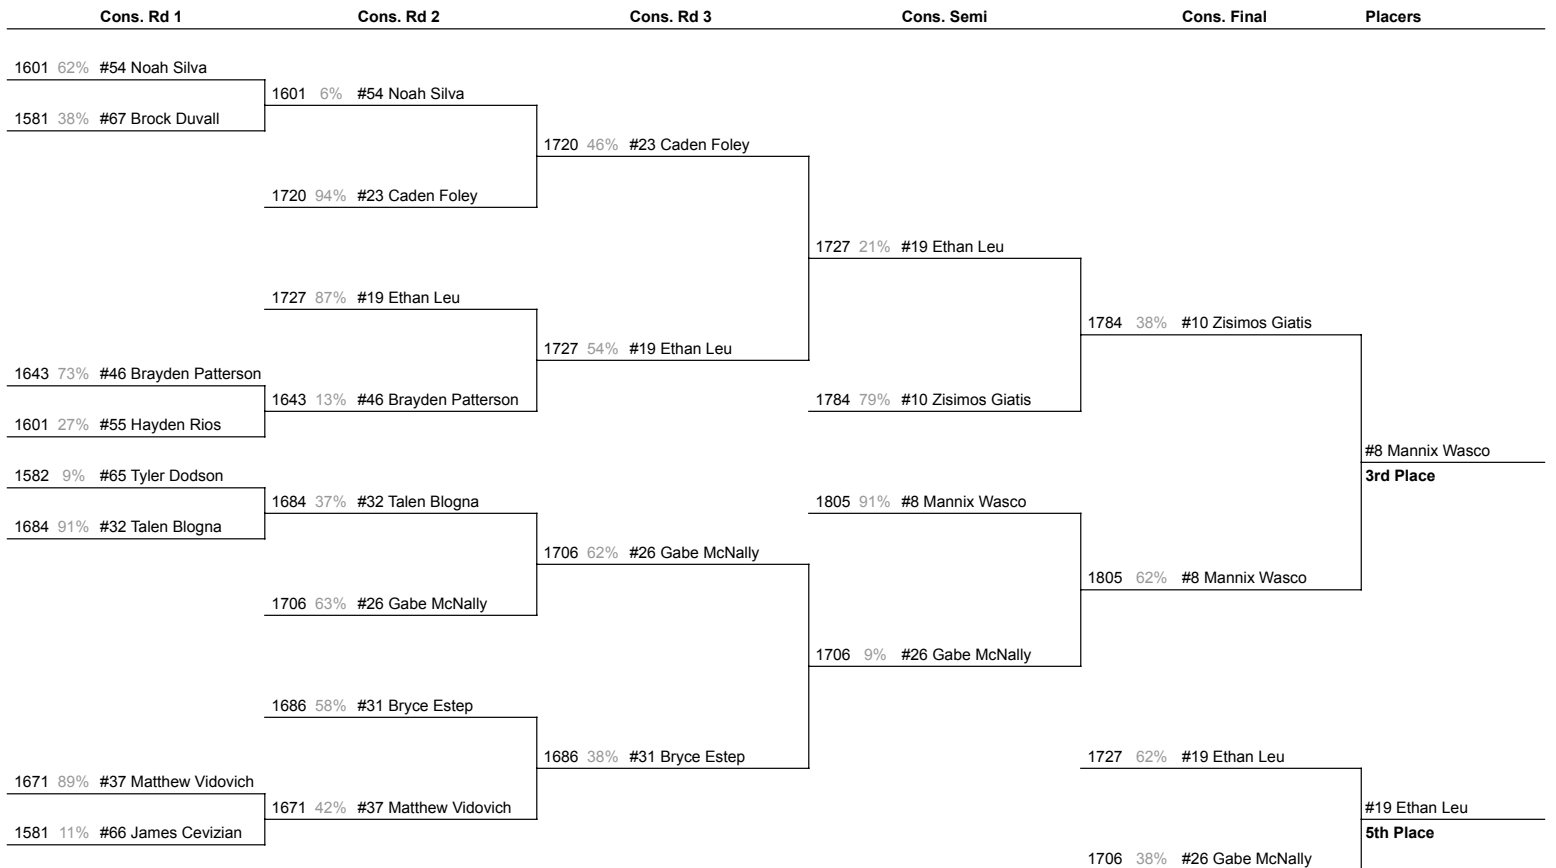 Cons. Rd 1 Cons. Rd 2 Cons. Rd 3 Cons. Semi Cons. Final Placers
1601 62% #54 Noah Silva
1601 6% #54 Noah Silva
1581 38% #67 Brock Duvall
1720 46% #23 Caden Foley
1720 94% #23 Caden Foley
1727 21% #19 Ethan Leu
1727 87% #19 Ethan Leu
1784 38% #10 Zisimos Giatis
1727 54% #19 Ethan Leu
1643 73% #46 Brayden Patterson
1643 13% #46 Brayden Patterson
1784 79% #10 Zisimos Giatis
1601 27% #55 Hayden Rios
#8 Mannix Wasco
3rd Place
1582 9% #65 Tyler Dodson
1684 37% #32 Talen Blogna
1805 91% #8 Mannix Wasco
1684 91% #32 Talen Blogna
1706 62% #26 Gabe McNally
1805 62% #8 Mannix Wasco
1706 63% #26 Gabe McNally
1706 9% #26 Gabe McNally
1686 58% #31 Bryce Estep
1686 38% #31 Bryce Estep
1727 62% #19 Ethan Leu
1671 89% #37 Matthew Vidovich
1671 42% #37 Matthew Vidovich
#19 Ethan Leu
5th Place
1581 11% #66 James Cevizian
1706 38% #26 Gabe McNally